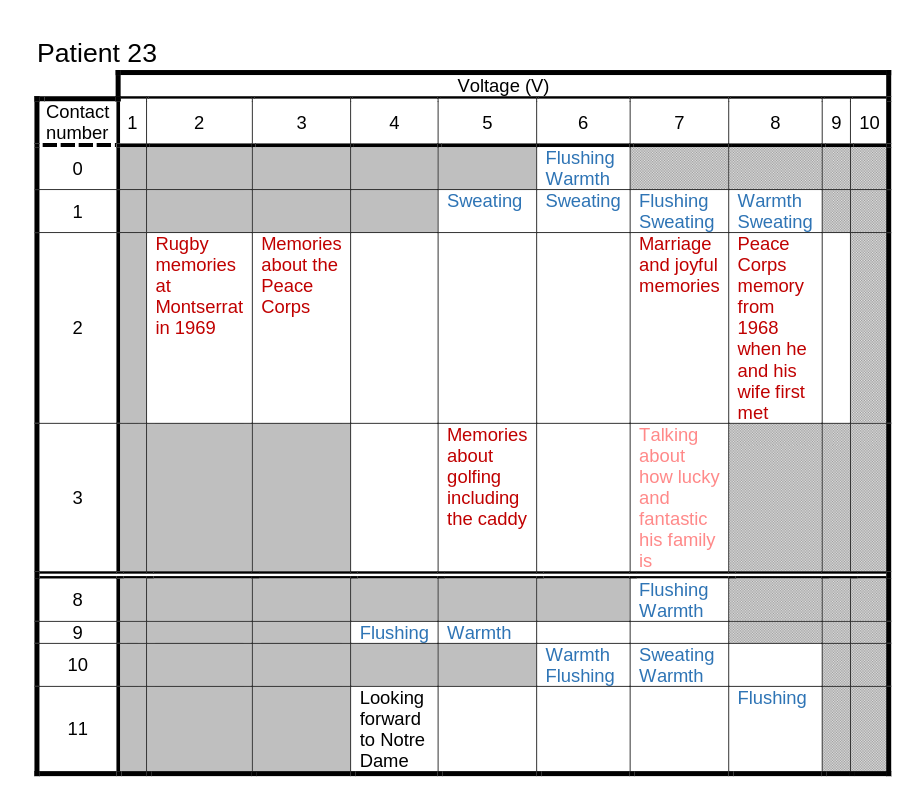 Patient 23
Voltage (V)
Contact
number
1 2 3 4 5 6 7 8 9 10
0
Flushing
Warmth
1
Sweating
Sweating
Flushing
Sweating
Warmth
Sweating
2
Rugby
memories
at
Montserrat
in 1969
Memories
about the
Peace
Corps
Marriage
and joyful
memories
Peace
Corps
memory
from
1968
when he
and his
wife first
met
3
Memories
about
golfing
including
the caddy
Talking
about
how lucky
and
fantastic
his family
is
8
Flushing
Warmth
9
Flushing
Warmth
10
Warmth
Flushing
Sweating
Warmth
11
Looking
forward
to Notre
Dame
Flushing